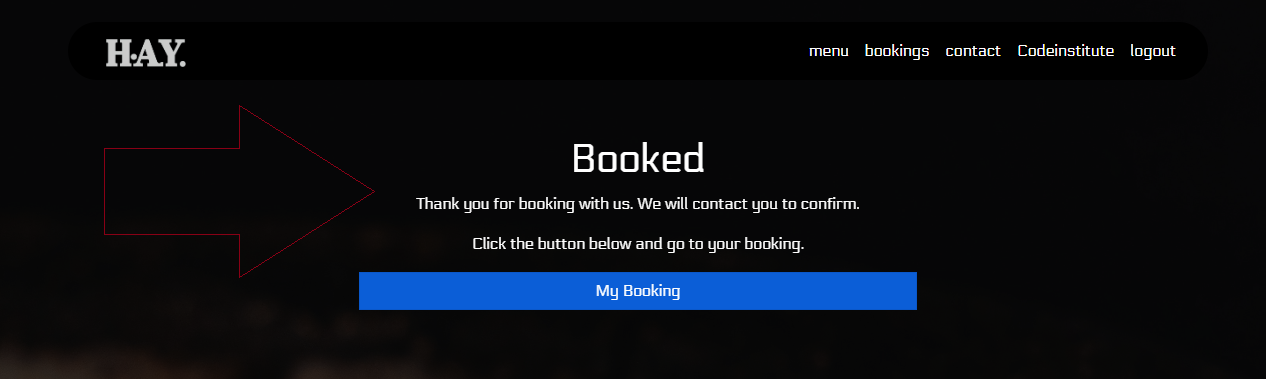 H.A.Y.
menu bookings contact Codeinstitute logout
Booked
Thank you for booking with us. We will contact you to confirm.
Click the button below and go to your booking.
My Booking